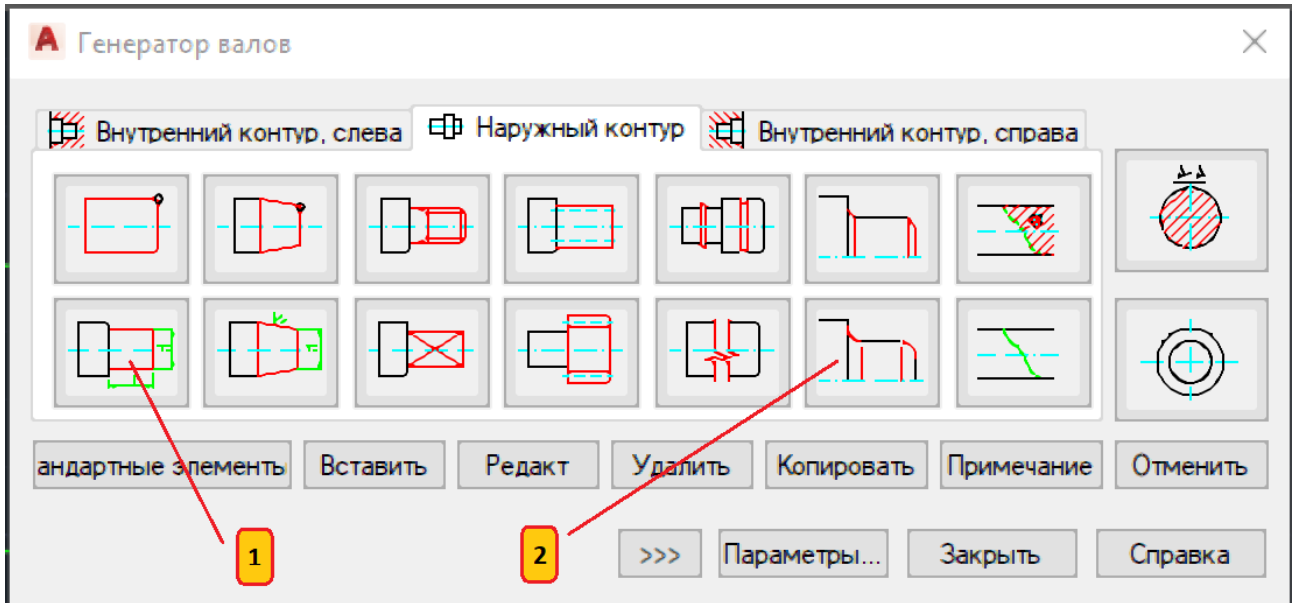 Генератор валов
Внутренний контур, слева
Наружный контур
Внутренний контур, справа
андартные элементы
Вставить
Редакт
Удалить
Копировать
Примечание
Отменить
1
2
>>>
Параметры...
Закрыть
Справка